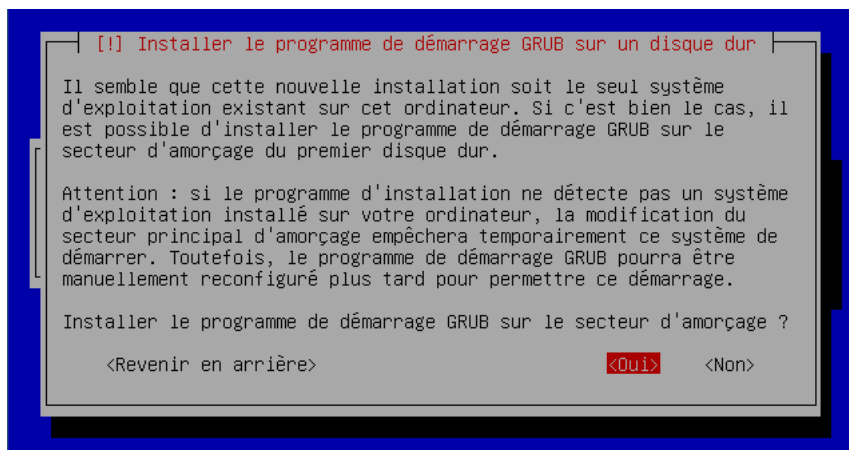 [!] Installer le programme de démarrage GRUB sur un disque dur
Il semble que cette nouvelle installation soit le seul système
d'exploitation existant sur cet ordinateur. Si c'est bien le cas, il
est possible d'installer le programme de démarrage GRUB sur le
secteur d'amorçage du premier disque dur.
Attention : si le programme d'installation ne détecte pas un système
d'exploitation installé sur votre ordinateur, la modification du
secteur principal d'amorçage empêchera temporairement ce système de
démarrer. Toutefois, le programme de démarrage GRUB pourra être
manuellement reconfiguré plus tard pour permettre ce démarrage.
Installer le programme de démarrage GRUB sur le secteur d'amorçage ?
<Revenir en arrière> <Oui> <Non>